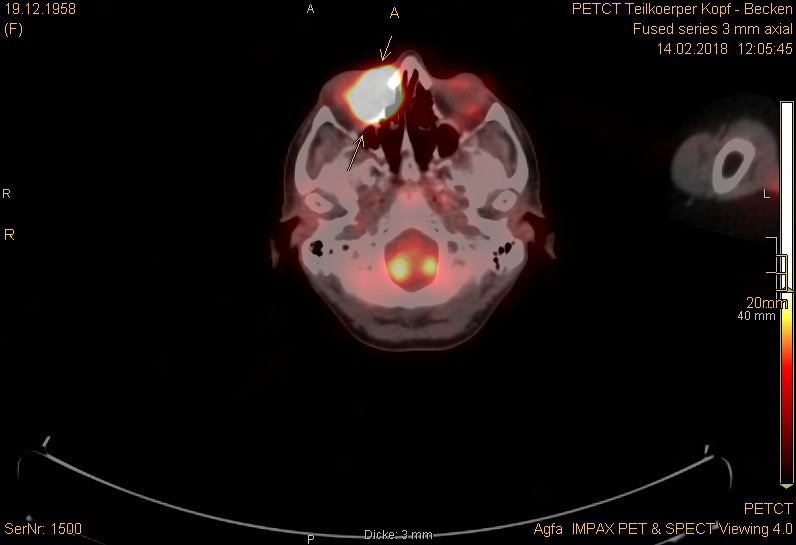 19.12.1958
(F)
A
A
PETCT Teilkoerper Kopf - Becken
Fused series 3 mm axial
14.02.2018 12:05:45
R
L
R
20mm
40 mm
PETCT
SerNr: 1500
P
Dicke: 3 mm
Agfa IMPAX PET & SPECT Viewing 4.0